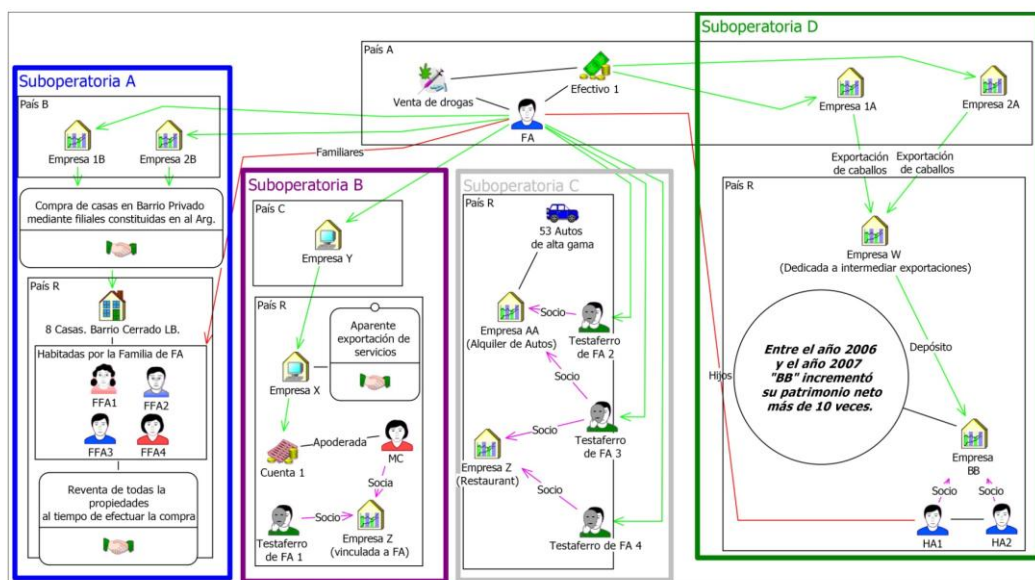 Suboperatoria A
País B
Empresa 1B
Empresa 2B
Compra de casas en Barrio Privado
mediante filiales constituidas en al Arg.
País R
8 Casas. Barrio Cerrado LB.
Habitadas por la Familia de FA
FFA1
FFA2
FFA3
FFA4
Reventa de todas la
propiedades
al tiempo de efectuar la compra
País A
Venta de drogas
Efectivo 1
FA
Familiares
Hijos
Suboperatoria B
País C
Empresa Y
País R
Aparente
exportación de
servicios
Empresa X
Cuenta 1
Apoderada
MC
Socia
Testaferro
de FA 1
Socio
Empresa Z
(vinculada a FA)
Suboperatoria C
País R
53 Autos
de alta gama
Empresa AA
(Alquiler de Autos)
Socio
Testaferro
de FA 2
Socio
Testaferro
de FA 3
Socio
Empresa Z
(Restaurant)
Socio
Testaferro de FA 4
Suboperatoria D
Empresa 1A
Empresa 2A
Exportación
de caballos
Exportación
de caballos
País R
Empresa W
(Dedicada a intermediar exportaciones)
Depósito
Entre el año 2006
y el año 2007
"BB" incrementó
su patrimonio neto
más de 10 veces.
Empresa
BB
Socio
Socio
HA1
HA2